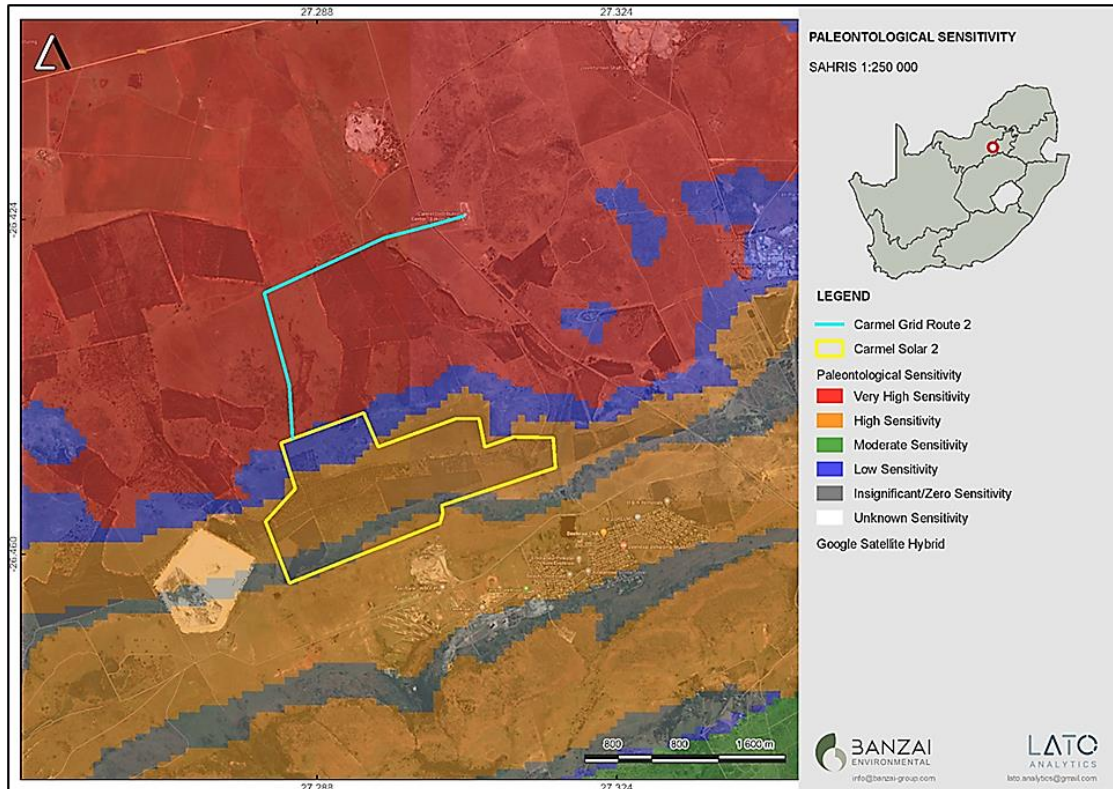 27.288
27.324
-26.424
-26.460
27.288
27.324
800 800 1 600 m
PALEONTOLOGICAL SENSITIVITY
SAHRIS 1:250 000
LEGEND
Carmel Grid Route 2
Carmel Solar 2
Paleontological Sensitivity
Very High Sensitivity
High Sensitivity
Moderate Sensitivity
Low Sensitivity
Insignificant/Zero Sensitivity
Unknown Sensitivity
Google Satellite Hybrid
BANZAI
ENVIRONMENTAL
info@banzai-group.com
LATO
ANALYTICS
lato.analytics@gmail.com